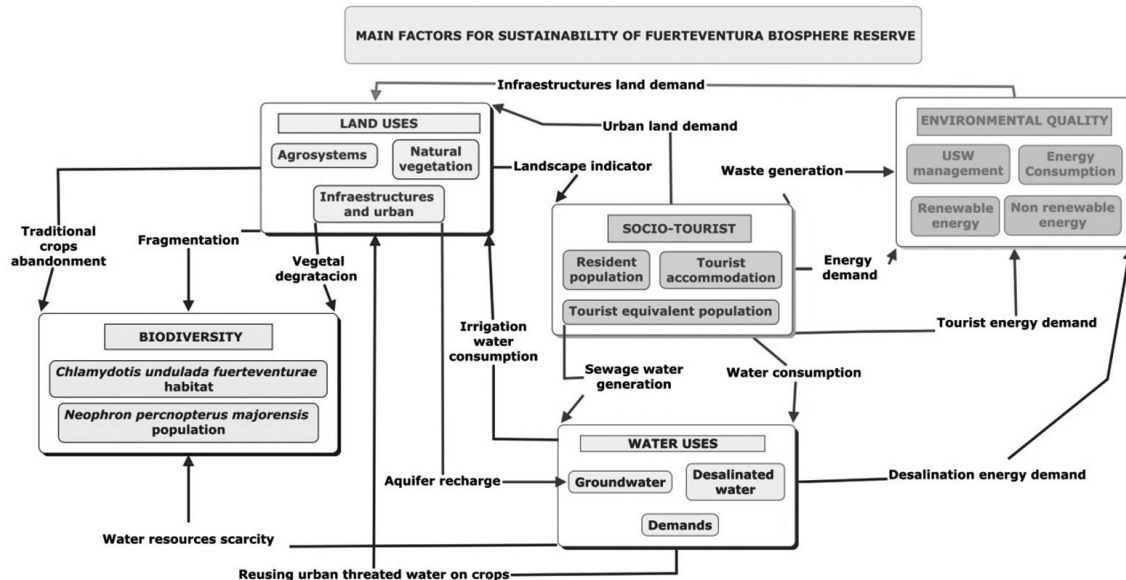 MAIN FACTORS FOR SUSTAINABILITY OF FUERTEVENTURA BIOSPHERE RESERVE
Infraestructures land demand
LAND USES
Agrosystems
Natural
vegetation
Infraestructures
and urban
Urban land demand
Landscape indicator
Waste generation
ENVIRONMENTAL QUALITY
USW
management
Energy
Consumption
Renewable
energy
Non renewable
energy
Traditional
crops
abandonment
Fragmentation
Vegetal
degratacion
SOCIO-TOURIST
Resident
population
Tourist
accommodation
Tourist equivalent population
Energy
demand
Tourist energy demand
BIODIVERSITY
Chlamydotis undulada fuerteventurae
habitat
Neophron percnopterus majorensis
population
Irrigation
water
consumption
Sewage water
generation
Water consumption
WATER USES
Groundwater
Desalinated
water
Demands
Aquifer recharge
Desalination energy demand
Water resources scarcity
Reusing urban threated water on crops